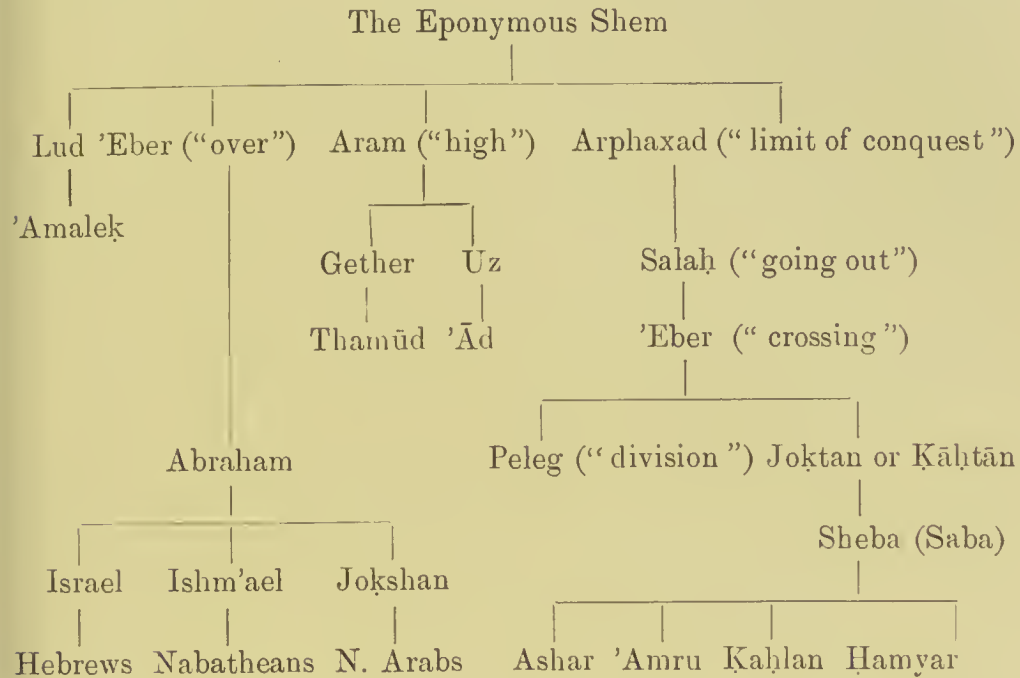 The Eponymous Shem
Lud 'Eber (“over”) Aram (“high”) Arphaxad (“limit of conquest”)
'Amaleḳ
Gether Uz Salaḥ (“going out”)
Thamūd 'Ād 'Eber (“crossing”)
Abraham Peleg (“division”) Joḳtan or Ḳāḥtān
Sheba (Saba)
Israel Ishm'ael Joḳshan
Hebrews Nabatheans N. Arabs Ashar 'Amru Ḳaḥlan Ḥamyar